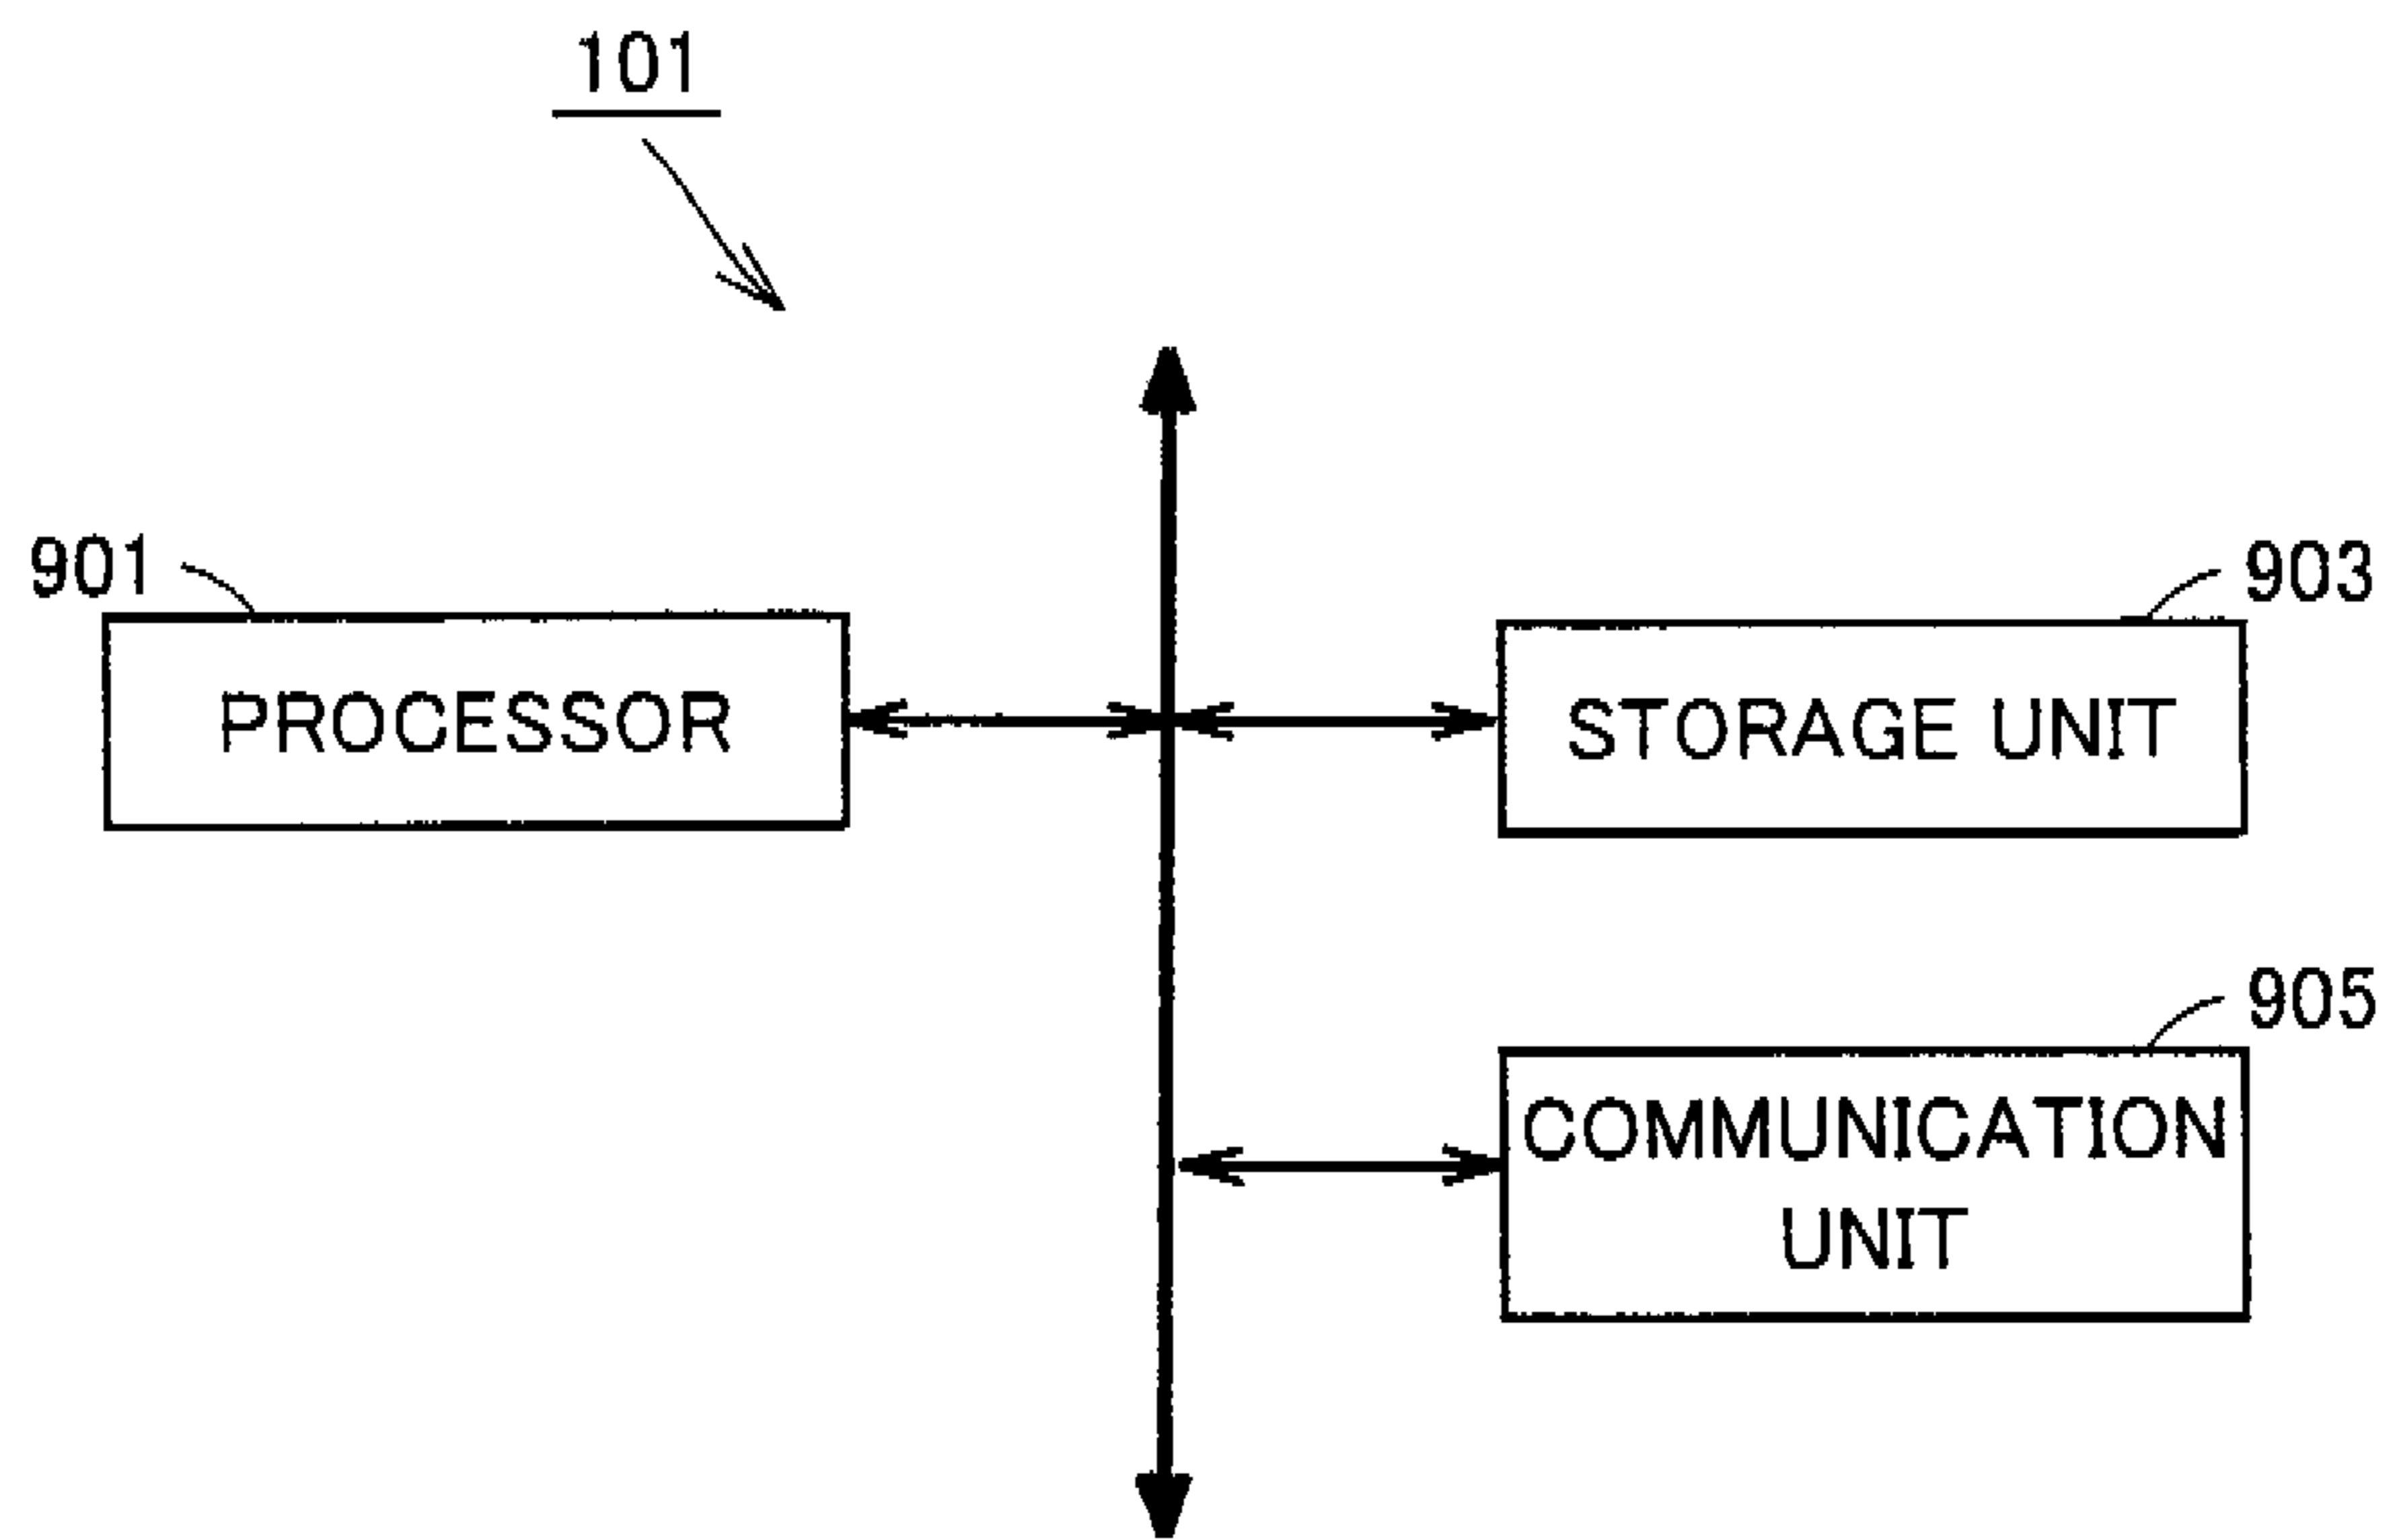 101
901
903
PROCESSOR
STORAGE UNIT
905
COMMUNICATION
UNIT